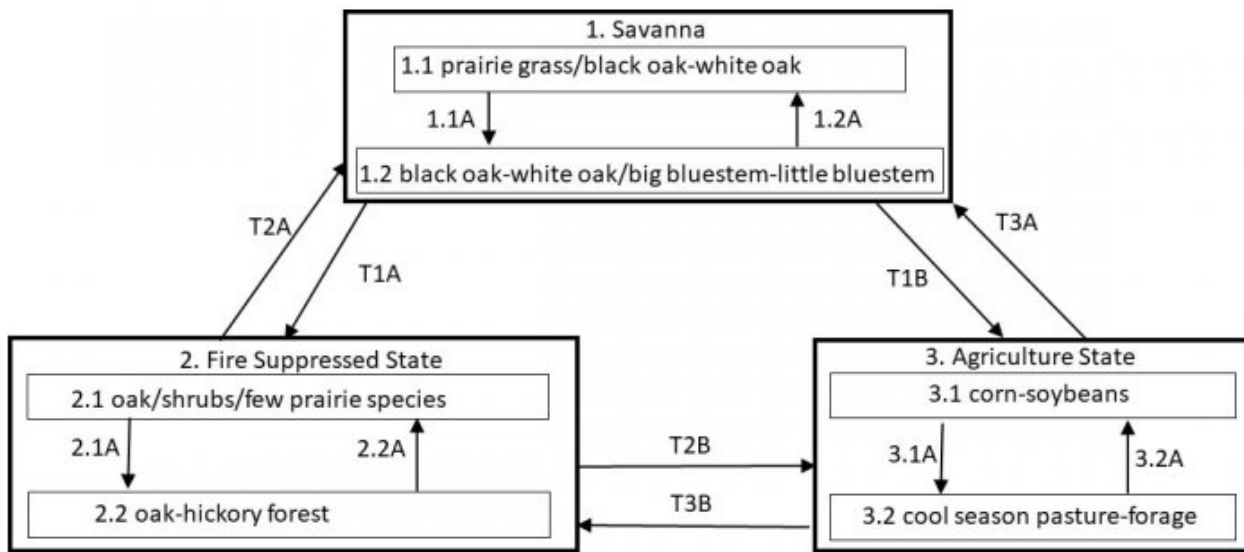 1. Savanna
1.1 prairie grass/black oak-white oak
1.1A
1.2A
1.2 black oak-white oak/big bluestem-little bluestem
T2A
T1A
T1B
T3A
2. Fire Suppressed State
2.1 oak/shrubs/few prairie species
2.1A
2.2A
2.2 oak-hickory forest
T2B
T3B
3. Agriculture State
3.1 corn-soybeans
3.1A
3.2A
3.2 cool season pasture-forage